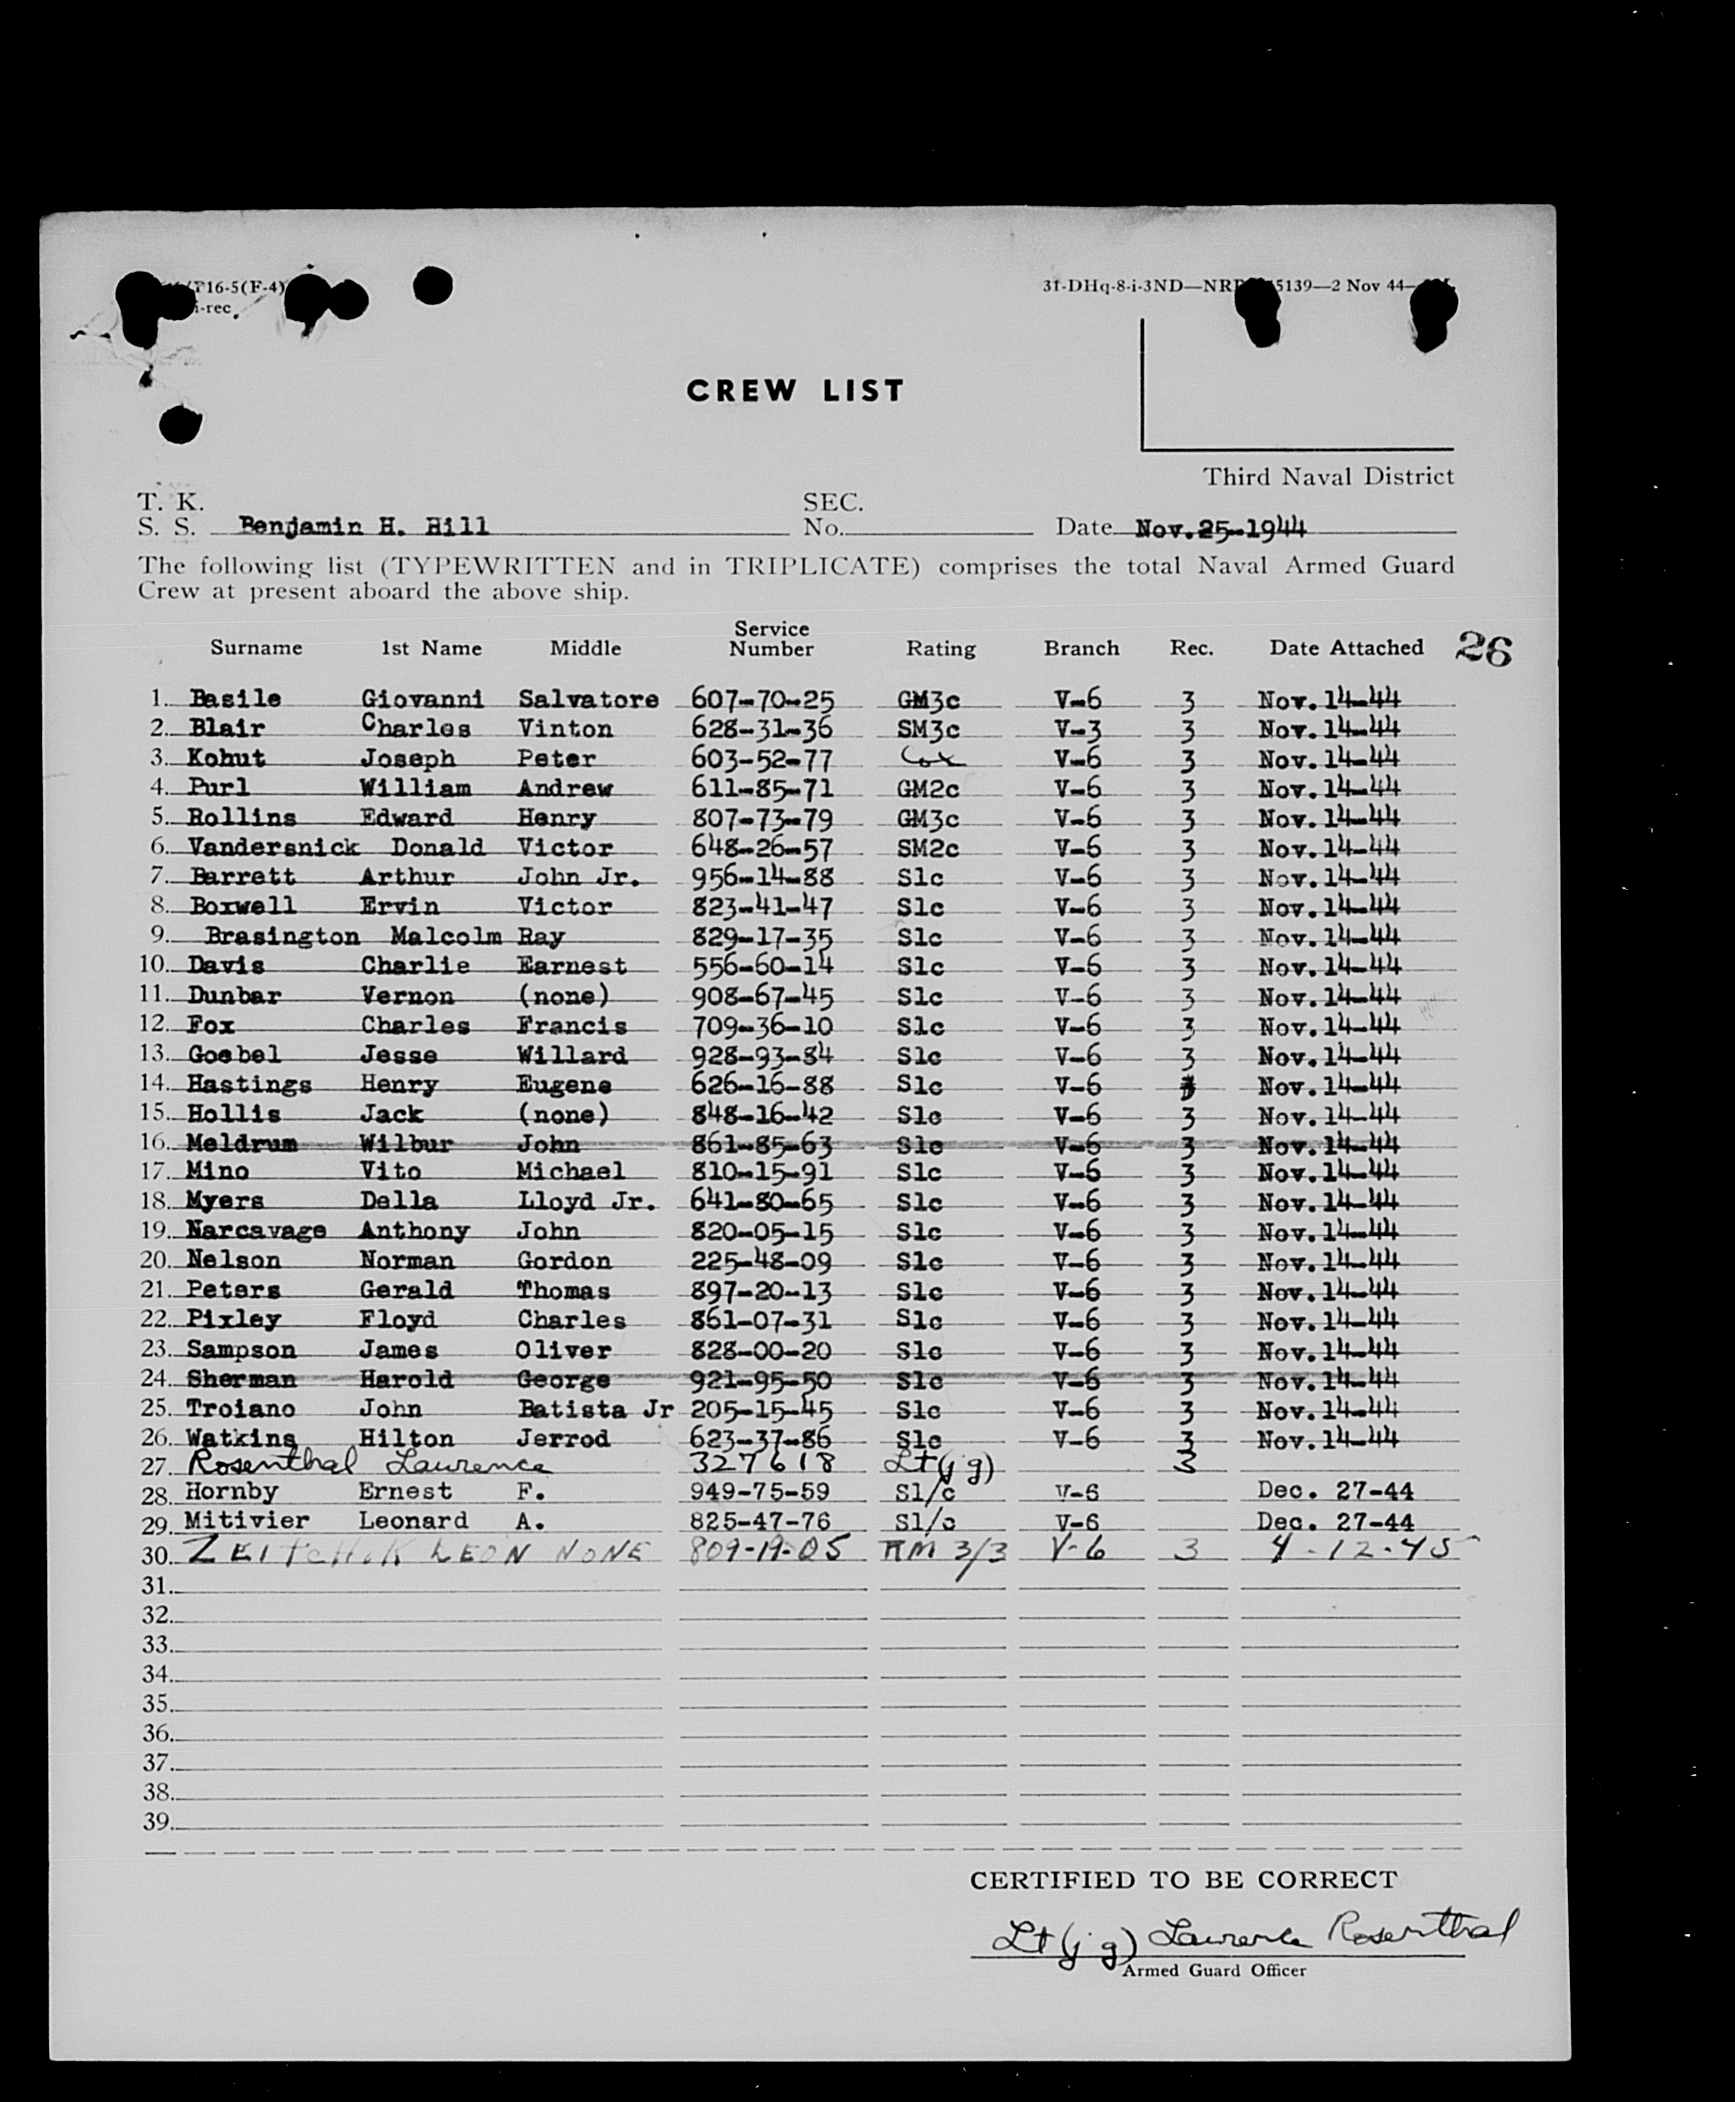 F16-5(F-4)
i-rec.
3f-DHq-8-i-3ND—NR 5139—2 Nov 44—
CREW LIST
Third Naval District
T. K.
SEC.
S. S. Benjamin H. Hill No. Date Nov.25-1944
The following list (TYPEWRITTEN and in TRIPLICATE) comprises the total Naval Armed Guard
Crew at present aboard the above ship.
Surname 1st Name Middle Service Number Rating Branch Rec. Date Attached 26
1. Basile Giovanni Salvatore 607-70-25 GM3c V-6 3 Nov.14-44
2. Blair Charles Vinton 628-31-36 SM3c V-3 3 Nov.14-44
3. Kohut Joseph Peter 603-52-77 Cox V-6 3 Nov.14-44
4. Purl William Andrew 611-85-71 GM2c V-6 3 Nov.14-44
5. Rollins Edward Henry 807-73-79 GM3c V-6 3 Nov.14-44
6. Vandersnick Donald Victor 648-26-57 SM2c V-6 3 Nov.14-44
7. Barrett Arthur John Jr. 956-14-88 S1c V-6 3 Nov.14-44
8. Boxwell Ervin Victor 823-41-47 S1c V-6 3 Nov.14-44
9. Brasington Malcolm Ray 829-17-35 S1c V-6 3 Nov.14-44
10. Davis Charlie Earnest 556-60-14 S1c V-6 3 Nov.14-44
11. Dunbar Vernon (none) 908-67-45 S1c V-6 3 Nov.14-44
12. Fox Charles Francis 709-36-10 S1c V-6 3 Nov.14-44
13. Goebel Jesse Willard 928-93-84 S1c V-6 3 Nov.14-44
14. Hastings Henry Eugene 626-16-88 S1c V-6 3 Nov.14-44
15. Hollis Jack (none) 848-16-42 S1c V-6 3 Nov.14-44
16. Meldrum Wilbur John 861-85-63 S1c V-6 3 Nov.14-44
17. Mino Vito Michael 810-15-91 S1c V-6 3 Nov.14-44
18. Myers Della Lloyd Jr. 641-80-65 S1c V-6 3 Nov.14-44
19. Narcavage Anthony John 820-05-15 S1c V-6 3 Nov.14-44
20. Nelson Norman Gordon 225-48-09 S1c V-6 3 Nov.14-44
21. Peters Gerald Thomas 897-20-13 S1c V-6 3 Nov.14-44
22. Pixley Floyd Charles 861-07-31 S1c V-6 3 Nov.14-44
23. Sampson James Oliver 828-00-20 S1c V-6 3 Nov.14-44
24. Sherman Harold George 921-95-50 S1c V-6 3 Nov.14-44
25. Troiano John Batista Jr 205-15-45 S1c V-6 3 Nov.14-44
26. Watkins Hilton Jerrod 623-37-86 S1c V-6 3 Nov.14-44
27. Rosenthal Laurence 327618 Lt(jg) 3
28. Hornby Ernest F. 949-75-59 S1/c V-6 Dec. 27-44
29. Mitivier Leonard A. 825-47-76 S1/c V-6 Dec. 27-44
30. ZEITCHIK LEON NONE 809-19-05 RM 3/3 V-6 3 4-12-45
31.
32.
33.
34.
35.
36.
37.
38.
39.
CERTIFIED TO BE CORRECT
Lt(jg) Laurence Rosenthal
Armed Guard Officer